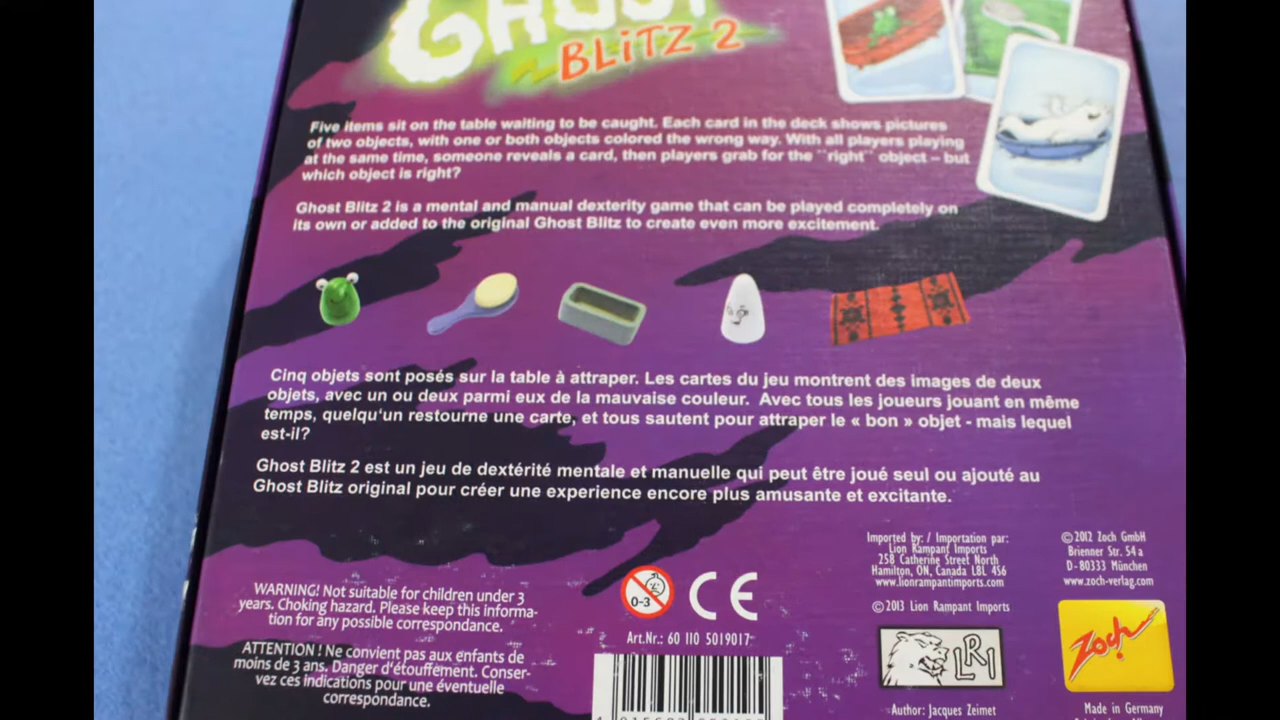 GHOST
BLiTZ 2
Five items sit on the table waiting to be caught. Each card in the deck shows pictures
of two objects, with one or both objects colored the wrong way. With all players playing
at the same time, someone reveals a card, then players grab for the ``right´´ object – but
which object is right?
Ghost Blitz 2 is a mental and manual dexterity game that can be played completely on
its own or added to the original Ghost Blitz to create even more excitement.
Cinq objets sont posés sur la table à attraper. Les cartes du jeu montrent des images de deux
objets, avec un ou deux parmi eux de la mauvaise couleur. Avec tous les joueurs jouant en même
temps, quelqu'un restourne une carte, et tous sautent pour attraper le « bon » objet - mais lequel
est-il?
Ghost Blitz 2 est un jeu de dextérité mentale et manuelle qui peut être joué seul ou ajouté au
Ghost Blitz original pour créer une experience encore plus amusante et excitante.
WARNING! Not suitable for children under 3
years. Choking hazard. Please keep this informa-
tion for any possible correspondance.
ATTENTION ! Ne convient pas aux enfants de
moins de 3 ans. Danger d'étouffement. Conser-
vez ces indications pour une éventuelle
correspondance.
0-3
CE
Art.Nr.: 60 110 5019017
Imported by: / Importation par:
Lion Rampant Imports
258 Catherine Street North
Hamilton, ON, Canada L8L 4S6
www.lionrampantimports.com
©2013 Lion Rampant Imports
LRI
Author: Jacques Zeimet
©2012 Zoch GmbH
Brienner Str. 54 a
D - 80333 München
www.zoch-verlag.com
Zoch
Made in Germany